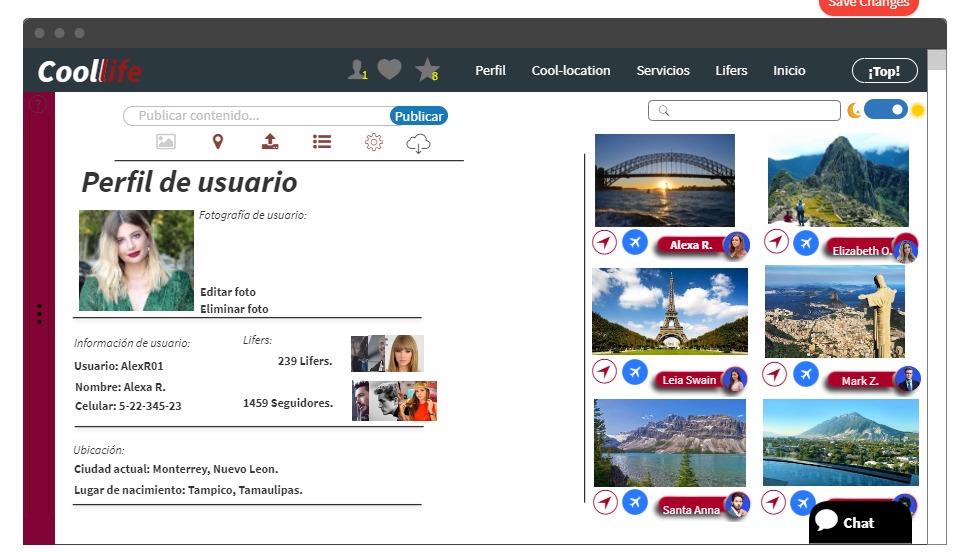 Save Changes
Coollife
1
8
Perfil
Cool-location
Servicios
Lifers
Inicio
¡Top!
?
Publicar contenido...
Publicar
Perfil de usuario
Fotografía de usuario:
Editar foto
Eliminar foto
Información de usuario:
Usuario: AlexR01
Nombre: Alexa R.
Celular: 5-22-345-23
Lifers:
239 Lifers.
1459 Seguidores.
Ubicación:
Ciudad actual: Monterrey, Nuevo Leon.
Lugar de nacimiento: Tampico, Tamaulipas.
Alexa R.
Elizabeth O.
Leia Swain
Mark Z.
Santa Anna
Chat